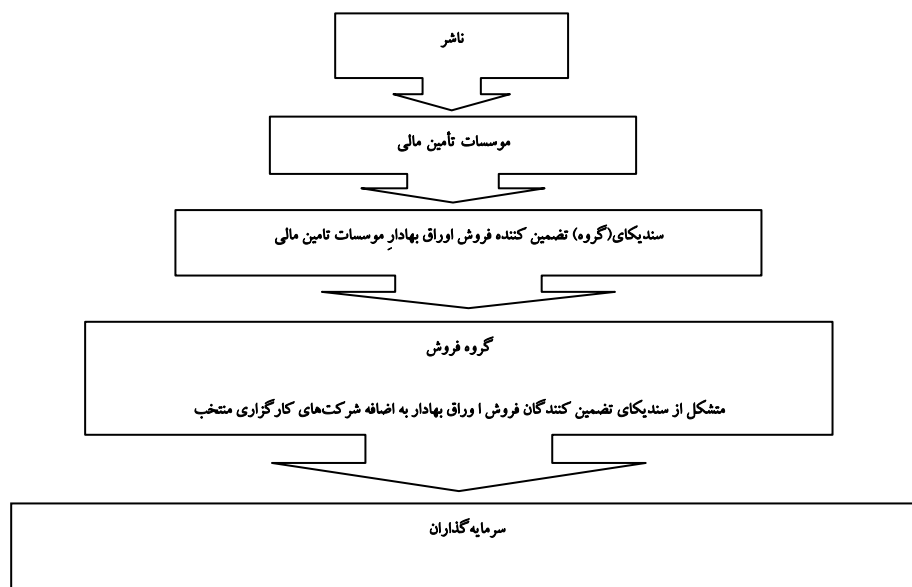 ناشر
موسسات تأمین مالی
سندیکای(گروه) تضمین کننده فروش اوراق بهادارِ موسسات تامین مالی
گروه فروش
متشکل از سندیکای تضمین کنندگان فروش ا وراق بهادار به اضافه شرکت‌های کارگزاری منتخب
سرمایه‌گذاران